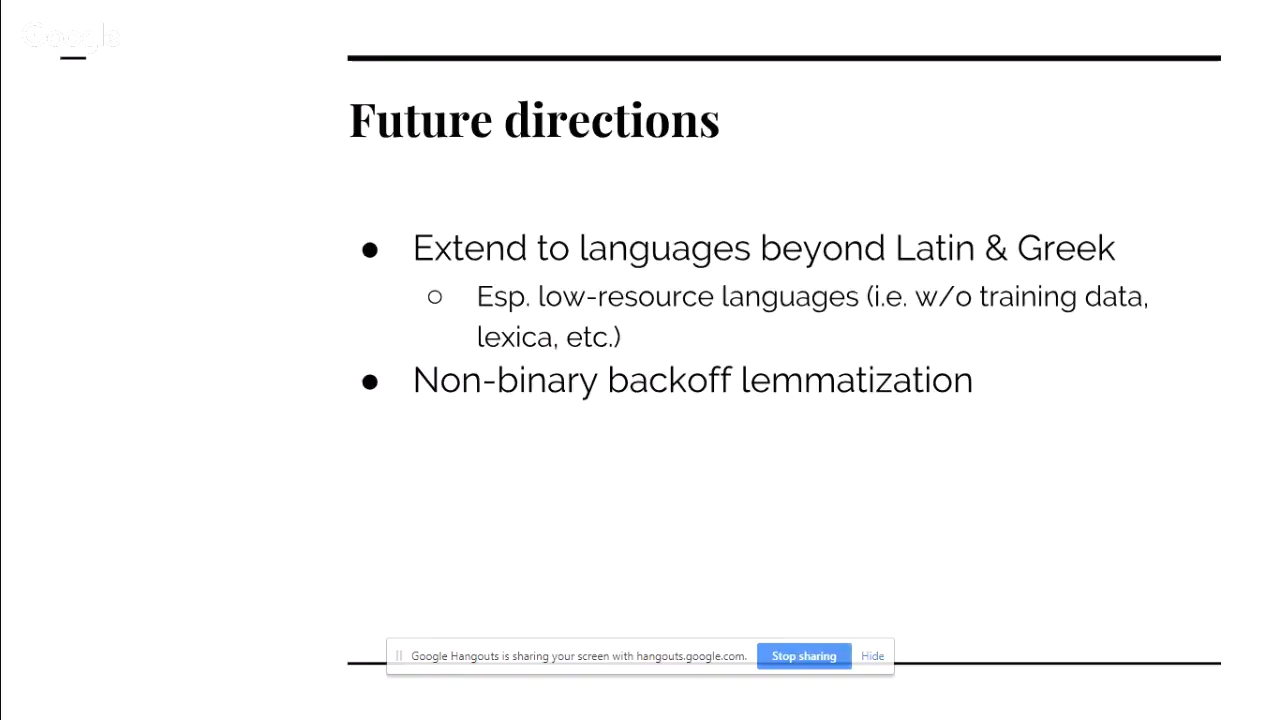 Google
Future directions
● Extend to languages beyond Latin & Greek
○ Esp. low-resource languages (i.e. w/o training data,
lexica, etc.)
● Non-binary backoff lemmatization
Google Hangouts is sharing your screen with hangouts.google.com. Stop sharing Hide